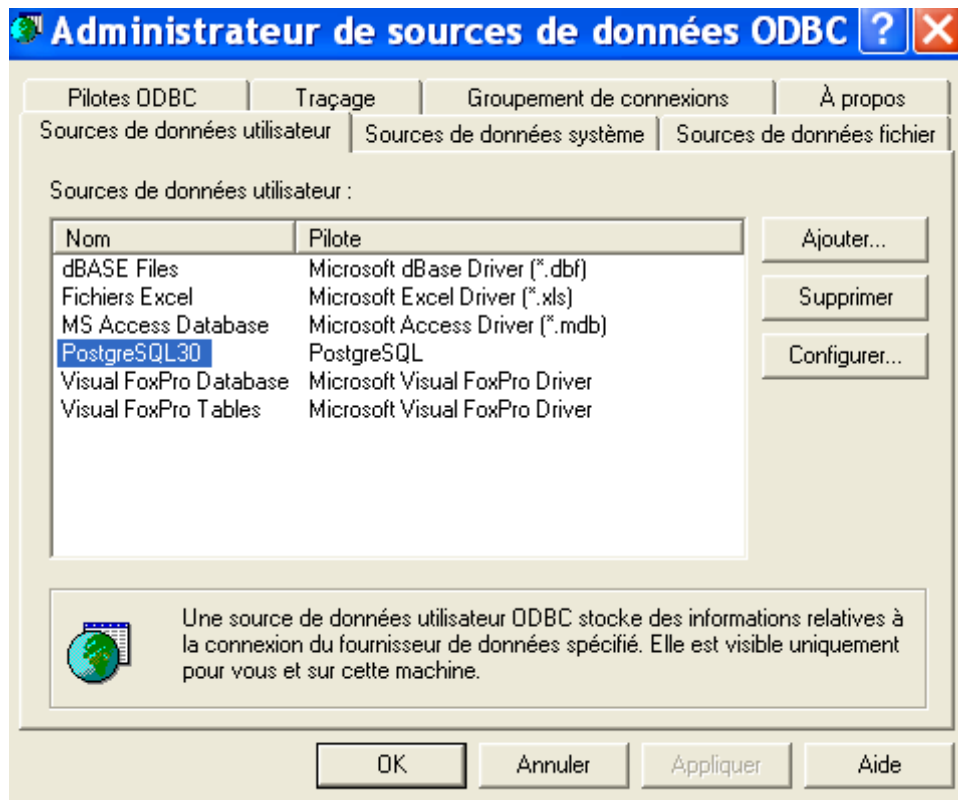 Administrateur de sources de données ODBC
Pilotes ODBC Traçage Groupement de connexions À propos
Sources de données utilisateur Sources de données système Sources de données fichier
Sources de données utilisateur :
Nom Pilote
dBASE Files Microsoft dBase Driver (*.dbf)
Fichiers Excel Microsoft Excel Driver (*.xls)
MS Access Database Microsoft Access Driver (*.mdb)
PostgreSQL30 PostgreSQL
Visual FoxPro Database Microsoft Visual FoxPro Driver
Visual FoxPro Tables Microsoft Visual FoxPro Driver
Ajouter...
Supprimer
Configurer...
Une source de données utilisateur ODBC stocke des informations relatives à
la connexion du fournisseur de données spécifié. Elle est visible uniquement
pour vous et sur cette machine.
OK Annuler Appliquer Aide